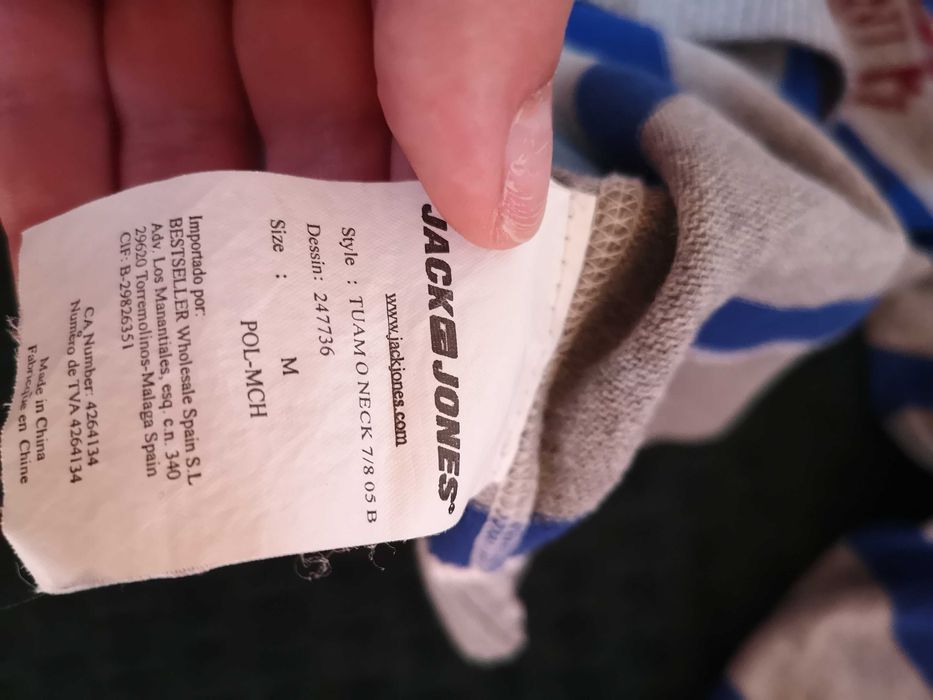 JACK JONES®
www.jackjones.com
Style : TUAM O NECK 7/8 05 B
Dessin: 247736
Size : M
POL-MCH
Importado por:
BESTSELLER Wholesale Spain S.L
Adv Los Manantiales, esq. c.n. 340
29620 Torremolinos-Malaga Spain
CIF: B-29826351
CA Number: 4264134
Numéro de TVA 4264134
Made in China
Fabriqué en Chine